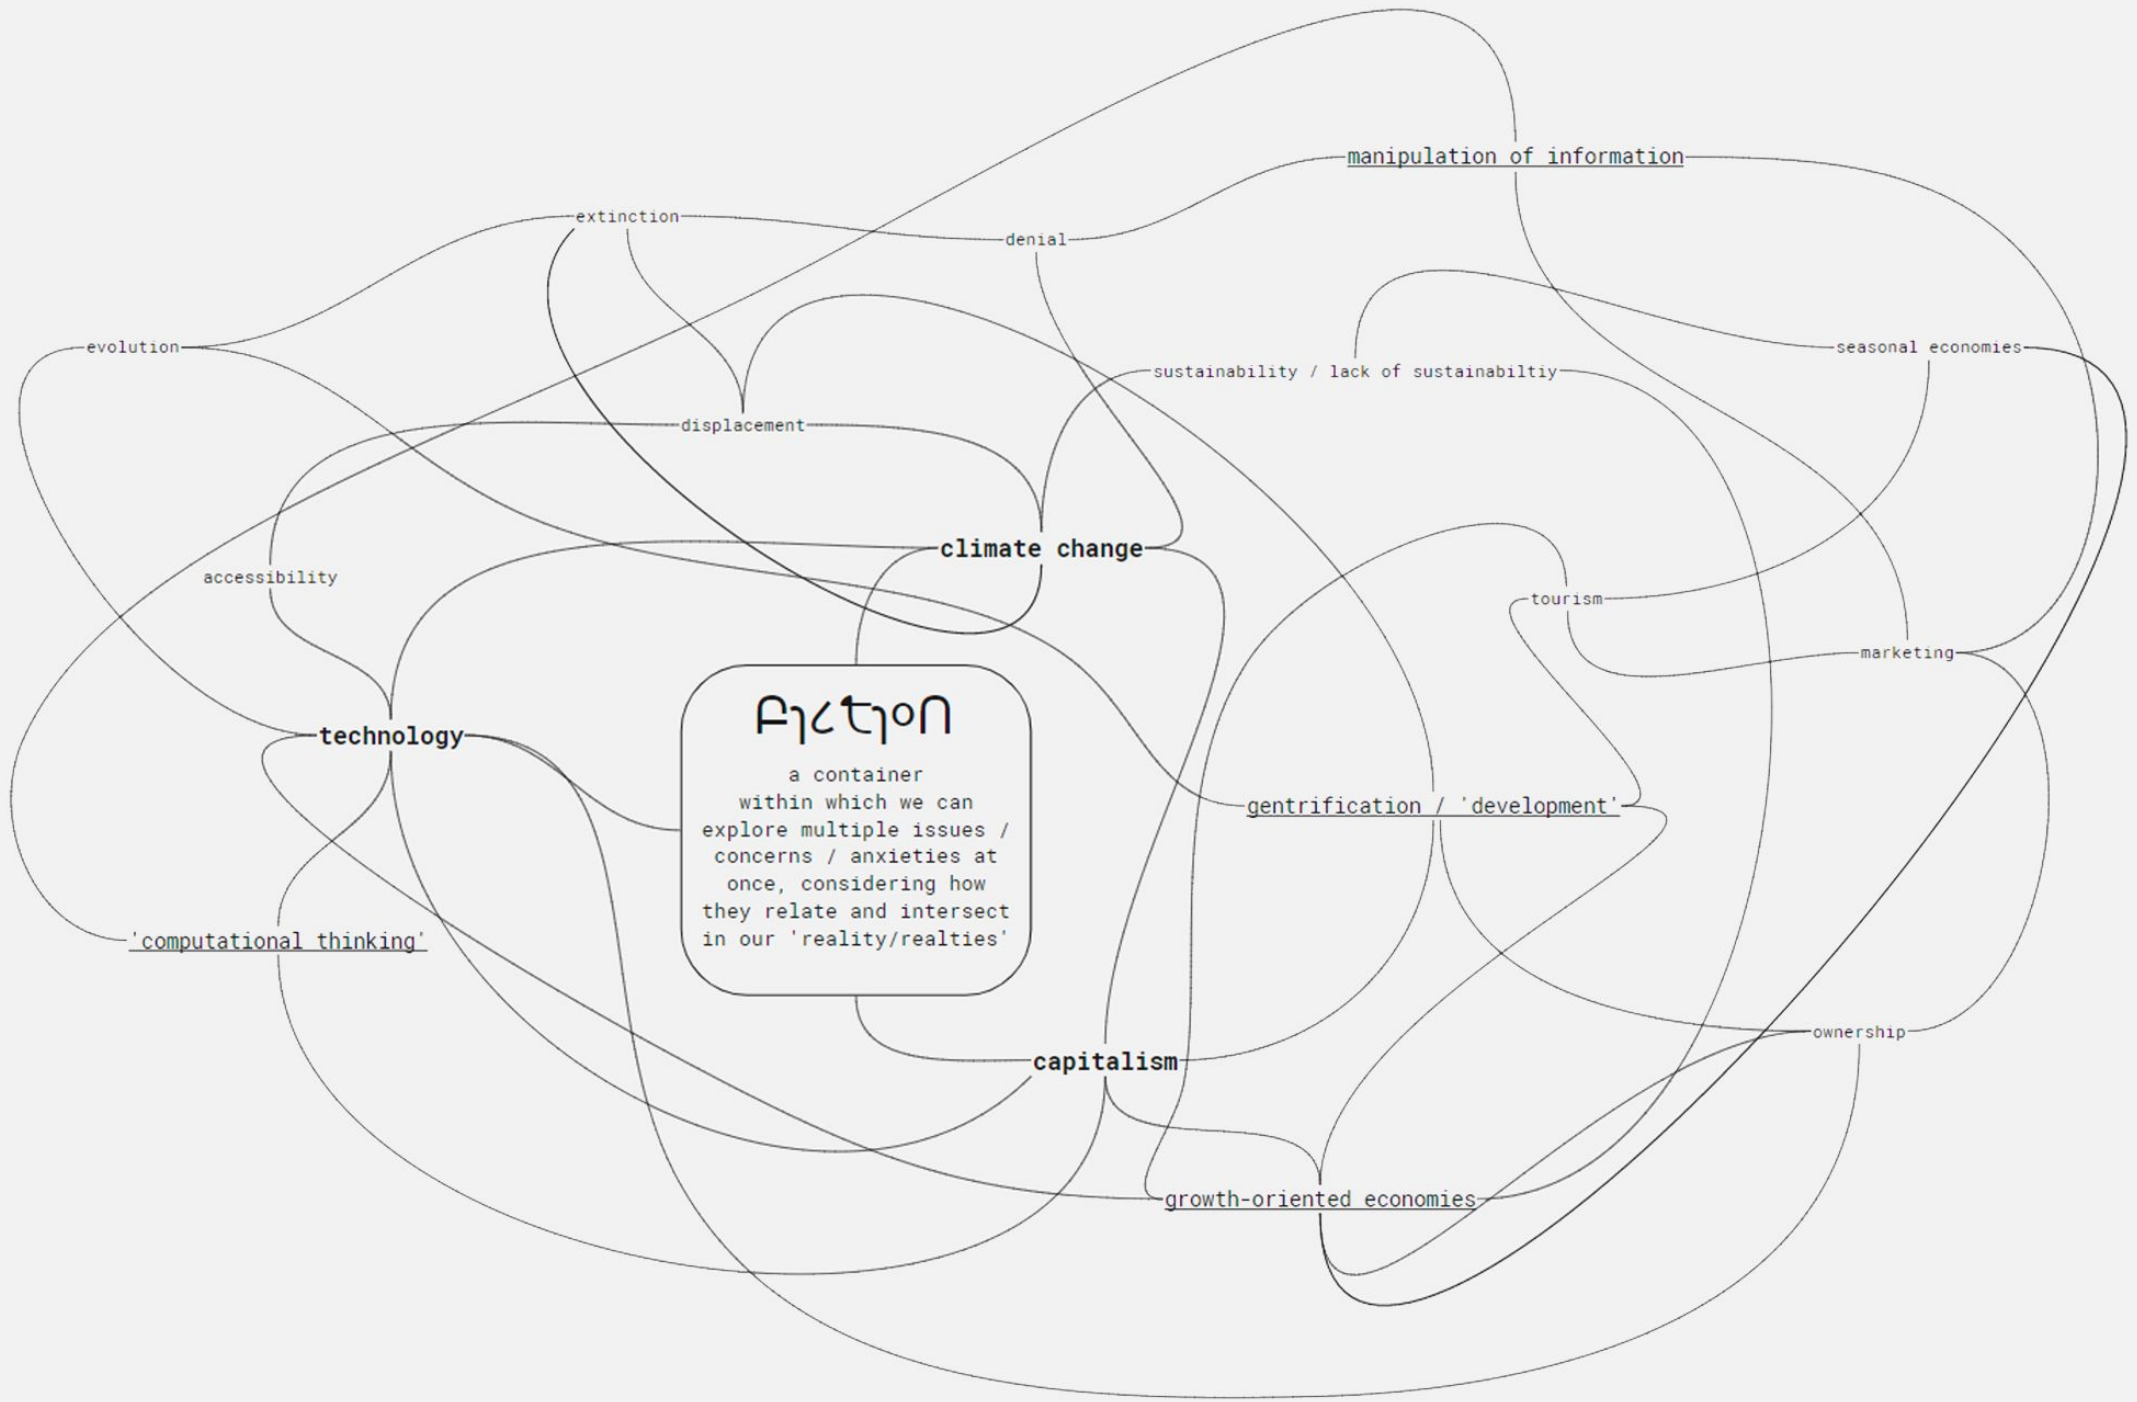 manipulation of information
extinction
denial
evolution
seasonal economies
sustainability / lack of sustainabiltiy
displacement
climate change
accessibility
tourism
marketing
technology
FICTION
a container
within which we can
explore multiple issues /
concerns / anxieties at
once, considering how
they relate and intersect
in our 'reality/realties'
gentrification / 'development'
'computational thinking'
ownership
capitalism
growth-oriented economies